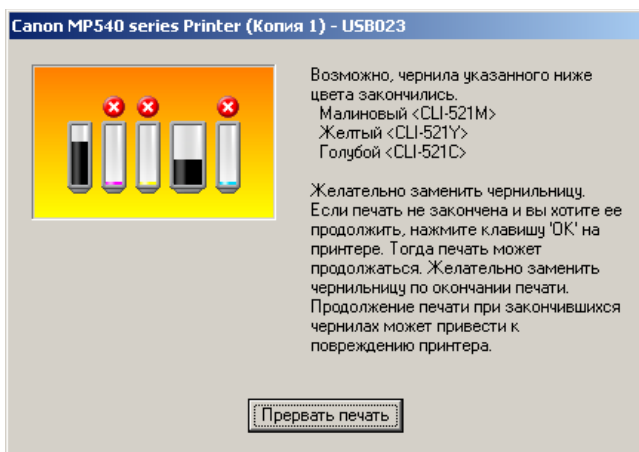 Canon MP540 series Printer (Копия 1) - USB023
Возможно, чернила указанного ниже
цвета закончились.
Малиновый <CLI-521M>
Желтый <CLI-521Y>
Голубой <CLI-521C>
Желательно заменить чернильницу.
Если печать не закончена и вы хотите ее
продолжить, нажмите клавишу 'OK' на
принтере. Тогда печать может
продолжаться. Желательно заменить
чернильницу по окончании печати.
Продолжение печати при закончившихся
чернилах может привести к
повреждению принтера.
Прервать печать